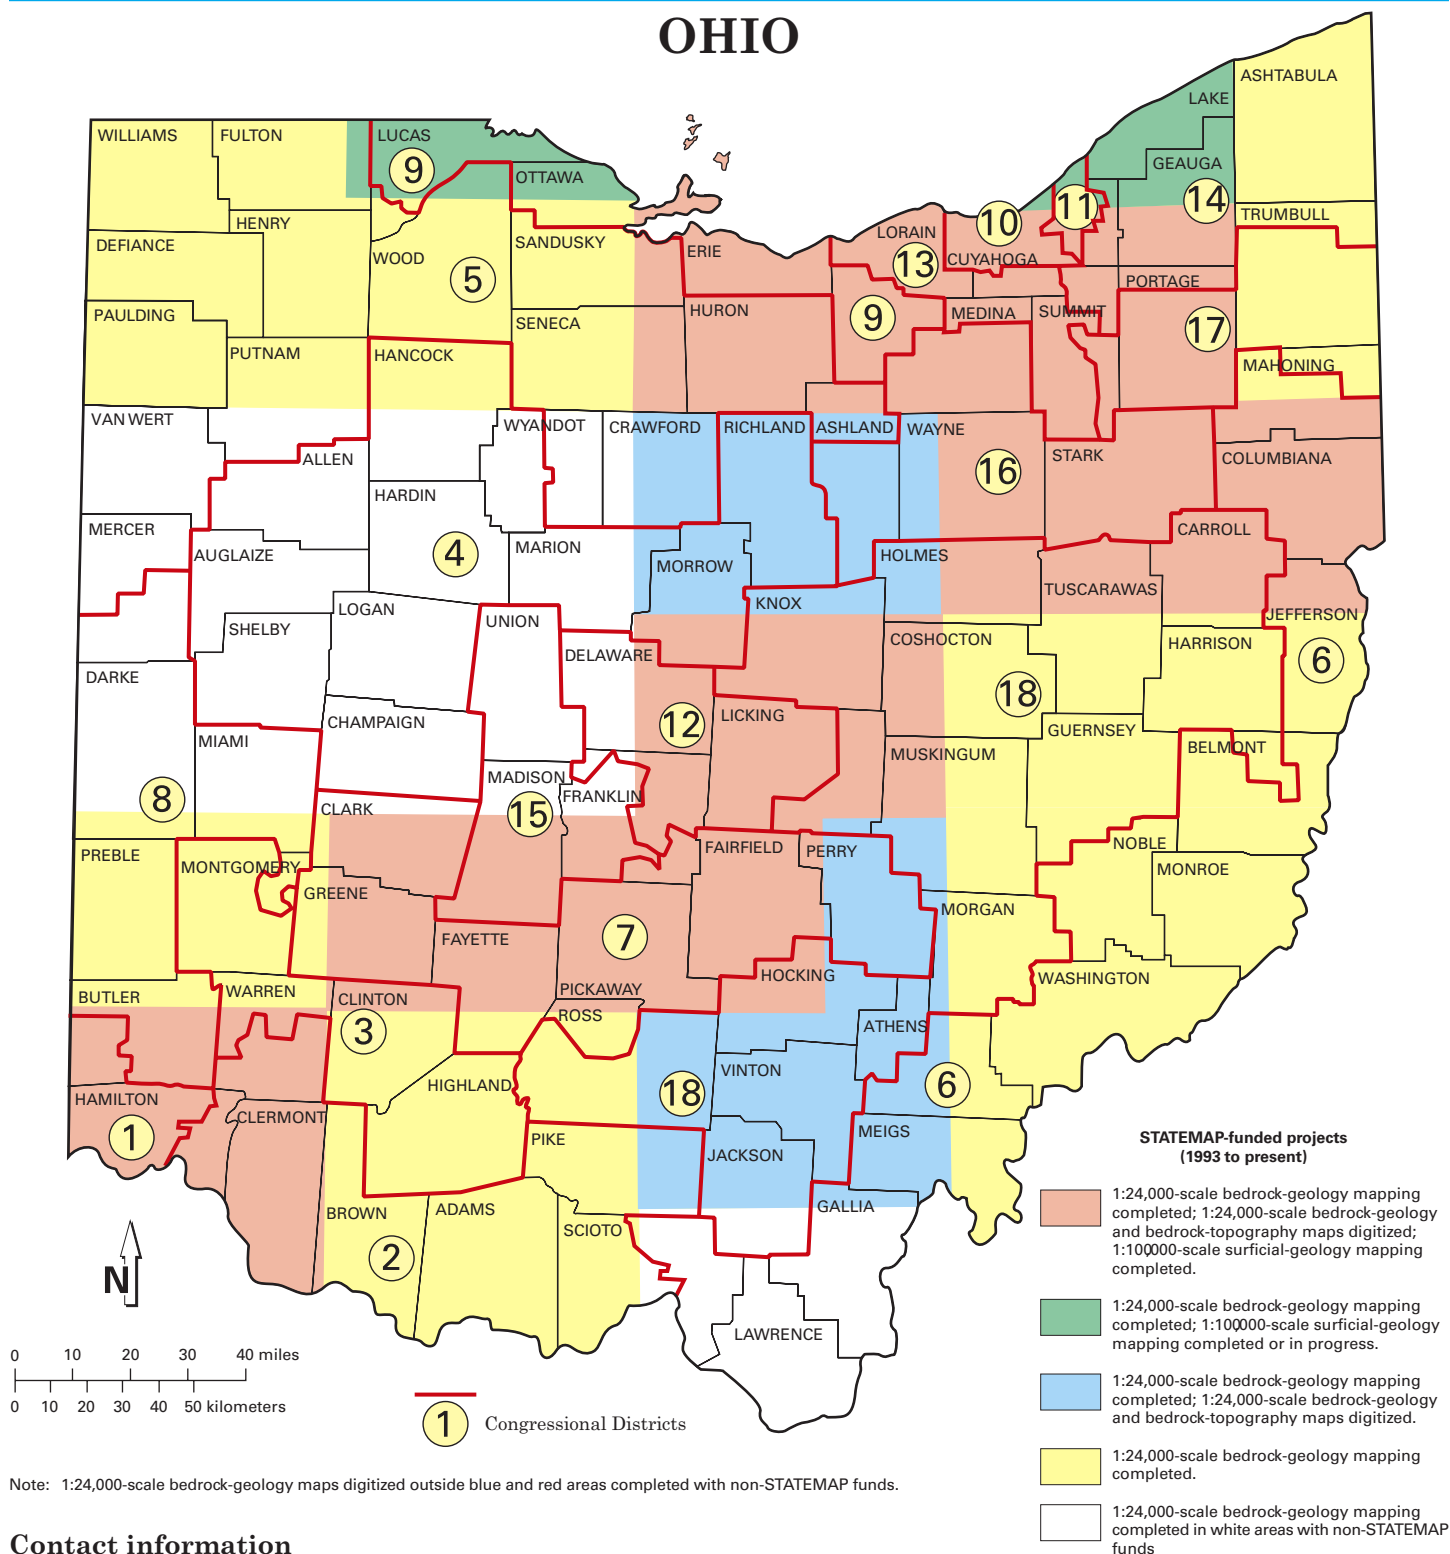 OHIO
ASHTABULA
LAKE
WILLIAMS
FULTON
LUCAS
GEAUGA
9
OTTAWA
14
11
10
TRUMBULL
HENRY
LORAIN
DEFIANCE
SANDUSKY
ERIE
WOOD
13
CUYAHOGA
5
PORTAGE
PAULDING
HURON
MEDINA
SUMMIT
SENECA
9
17
PUTNAM
HANCOCK
MAHONING
VAN WERT
WYANDOT
CRAWFORD
RICHLAND
ASHLAND
WAYNE
ALLEN
STARK
COLUMBIANA
16
HARDIN
MERCER
CARROLL
AUGLAIZE
4
MARION
MORROW
HOLMES
TUSCARAWAS
LOGAN
KNOX
JEFFERSON
SHELBY
UNION
COSHOCTON
HARRISON
DELAWARE
6
DARKE
18
CHAMPAIGN
12
LICKING
GUERNSEY
MIAMI
MUSKINGUM
BELMONT
MADISON
8
FRANKLIN
CLARK
15
PREBLE
MONTGOMERY
FAIRFIELD
PERRY
NOBLE
MONROE
GREENE
MORGAN
FAYETTE
7
HOCKING
WASHINGTON
BUTLER
WARREN
CLINTON
PICKAWAY
ROSS
3
ATHENS
VINTON
HIGHLAND
18
6
HAMILTON
CLERMONT
1
PIKE
MEIGS
JACKSON
BROWN
ADAMS
GALLIA
SCIOTO
2
N
LAWRENCE
STATEMAP-funded projects
(1993 to present)
1:24,000-scale bedrock-geology mapping
completed; 1:24,000-scale bedrock-geology
and bedrock-topography maps digitized;
1:100,000-scale surficial-geology mapping
completed.
1:24,000-scale bedrock-geology mapping
completed; 1:100,000-scale surficial-geology
mapping completed or in progress.
1:24,000-scale bedrock-geology mapping
completed; 1:24,000-scale bedrock-geology
and bedrock-topography maps digitized.
1:24,000-scale bedrock-geology mapping
completed.
1:24,000-scale bedrock-geology mapping
completed in white areas with non-STATEMAP
funds
0 10 20 30 40 miles
0 10 20 30 40 50 kilometers
1 Congressional Districts
Note: 1:24,000-scale bedrock-geology maps digitized outside blue and red areas completed with non-STATEMAP funds.
Contact information